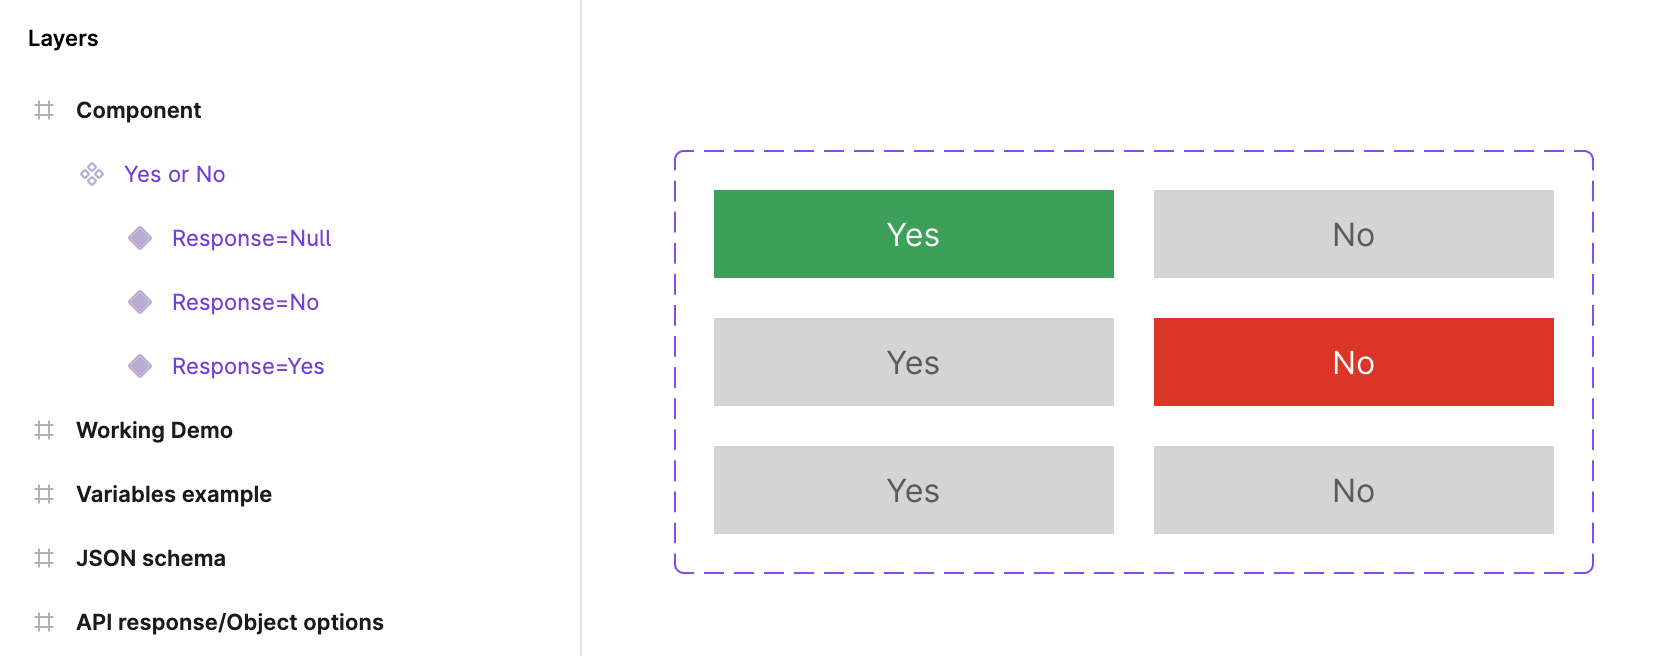 Layers
Component
Yes or No
Response=Null
Response=No
Response=Yes
Working Demo
Variables example
JSON schema
API response/Object options
Yes No
Yes No
Yes No